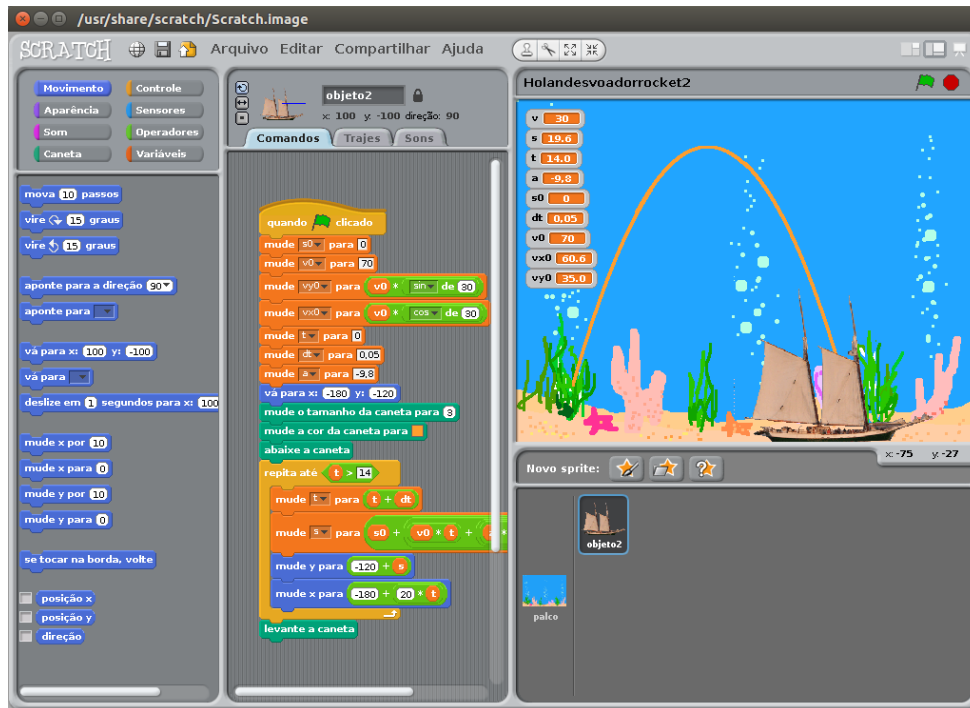 /usr/share/scratch/Scratch.image
SCRATCH Arquivo Editar Compartilhar Ajuda
Movimento Controle
Aparência Sensores
Som Operadores
Caneta Variáveis
mova 10 passos
vire 15 graus
vire 15 graus
aponte para a direção 90
aponte para
vá para x: 100 y: -100
vá para
deslize em 1 segundos para x: 100
mude x por 10
mude x para 0
mude y por 10
mude y para 0
se tocar na borda, volte
posição x
posição y
direção
objeto2
x: 100 y: -100 direção: 90
Comandos Trajes Sons
quando clicado
mude s0 para 0
mude v0 para 70
mude vy0 para v0 * sin de 30
mude vx0 para v0 * cos de 30
mude t para 0
mude dt para 0,05
mude a para -9,8
vá para x: -180 y: -120
mude o tamanho da caneta para 3
mude a cor da caneta para
abaixe a caneta
repita até t > 14
mude t para t + dt
mude s para s0 + v0 * t +
mude y para -120 + s
mude x para -180 + 20 * t
levante a caneta
Holandesvoadorrocket2
v 30
s 19.6
t 14.0
a -9,8
s0 0
dt 0,05
v0 70
vx0 60.6
vy0 35.0
x: -75 y: -27
Novo sprite:
objeto2
palco